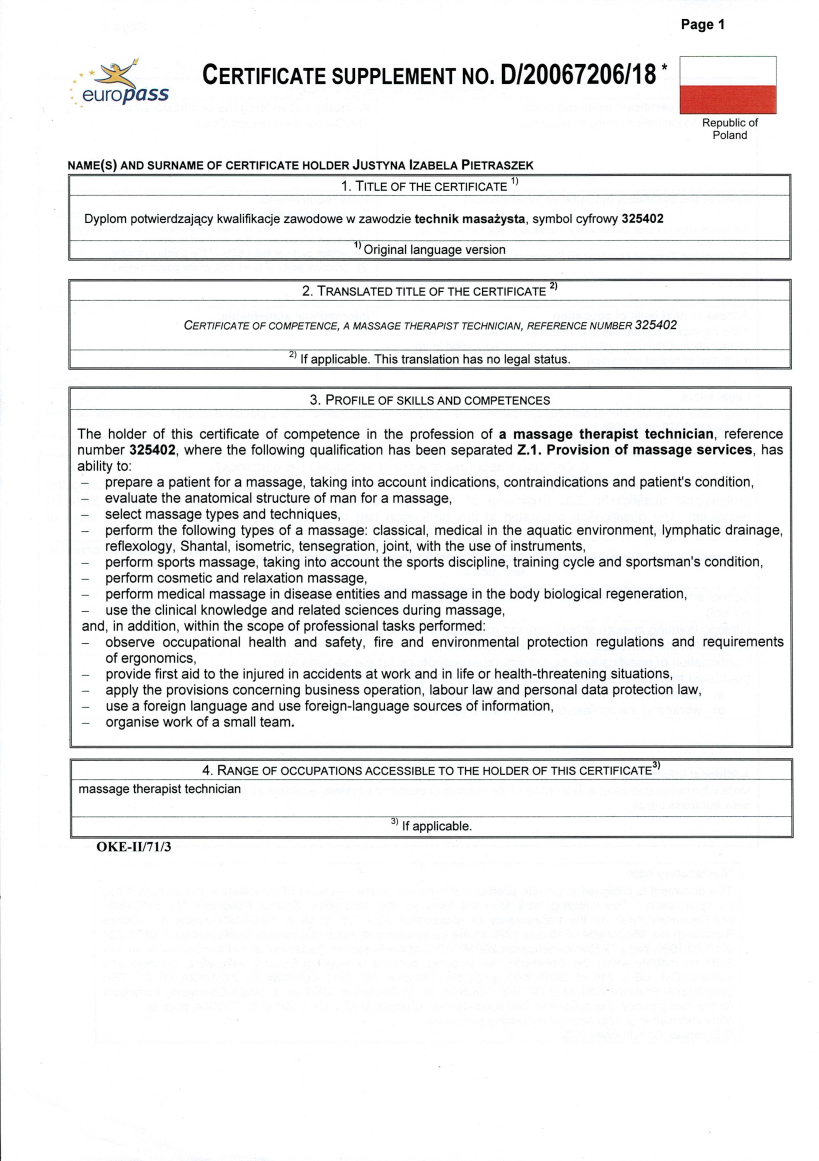 Page 1
europass
CERTIFICATE SUPPLEMENT NO. D/20067206/18 *
Republic of
Poland
NAME(S) AND SURNAME OF CERTIFICATE HOLDER JUSTYNA IZABELA PIETRASZEK
1. TITLE OF THE CERTIFICATE 1)
Dyplom potwierdzający kwalifikacje zawodowe w zawodzie technik masażysta, symbol cyfrowy 325402
1) Original language version
2. TRANSLATED TITLE OF THE CERTIFICATE 2)
CERTIFICATE OF COMPETENCE, A MASSAGE THERAPIST TECHNICIAN, REFERENCE NUMBER 325402
2) If applicable. This translation has no legal status.
3. PROFILE OF SKILLS AND COMPETENCES
The holder of this certificate of competence in the profession of a massage therapist technician, reference
number 325402, where the following qualification has been separated Z.1. Provision of massage services, has
ability to:
– prepare a patient for a massage, taking into account indications, contraindications and patient's condition,
– evaluate the anatomical structure of man for a massage,
– select massage types and techniques,
– perform the following types of a massage: classical, medical in the aquatic environment, lymphatic drainage,
reflexology, Shantal, isometric, tensegration, joint, with the use of instruments,
– perform sports massage, taking into account the sports discipline, training cycle and sportsman's condition,
– perform cosmetic and relaxation massage,
– perform medical massage in disease entities and massage in the body biological regeneration,
– use the clinical knowledge and related sciences during massage,
and, in addition, within the scope of professional tasks performed:
– observe occupational health and safety, fire and environmental protection regulations and requirements
of ergonomics,
– provide first aid to the injured in accidents at work and in life or health-threatening situations,
– apply the provisions concerning business operation, labour law and personal data protection law,
– use a foreign language and use foreign-language sources of information,
– organise work of a small team.
4. RANGE OF OCCUPATIONS ACCESSIBLE TO THE HOLDER OF THIS CERTIFICATE3)
massage therapist technician
3) If applicable.
OKE-II/71/3